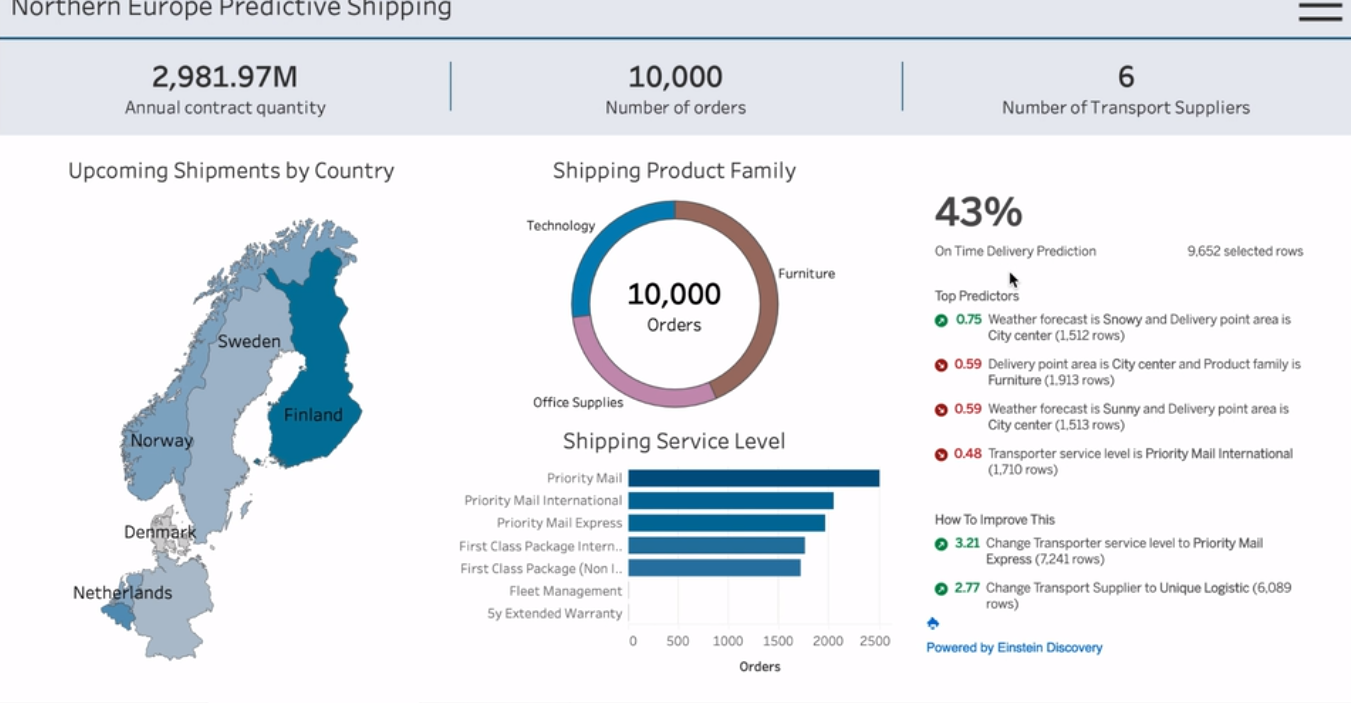 Northern Europe Predictive Shipping
2,981.97M
Annual contract quantity
10,000
Number of orders
6
Number of Transport Suppliers
Upcoming Shipments by Country
Sweden
Finland
Norway
Denmark
Netherlands
Shipping Product Family
Technology
Furniture
10,000
Orders
Office Supplies
Shipping Service Level
Priority Mail
Priority Mail International
Priority Mail Express
First Class Package Intern..
First Class Package (Non I..
Fleet Management
5y Extended Warranty
0 500 1000 1500 2000 2500
Orders
43%
On Time Delivery Prediction 9,652 selected rows
Top Predictors
0.75 Weather forecast is Snowy and Delivery point area is
City center (1,512 rows)
0.59 Delivery point area is City center and Product family is
Furniture (1,913 rows)
0.59 Weather forecast is Sunny and Delivery point area is
City center (1,513 rows)
0.48 Transporter service level is Priority Mail International
(1,710 rows)
How To Improve This
3.21 Change Transporter service level to Priority Mail
Express (7,241 rows)
2.77 Change Transport Supplier to Unique Logistic (6,089
rows)
Powered by Einstein Discovery